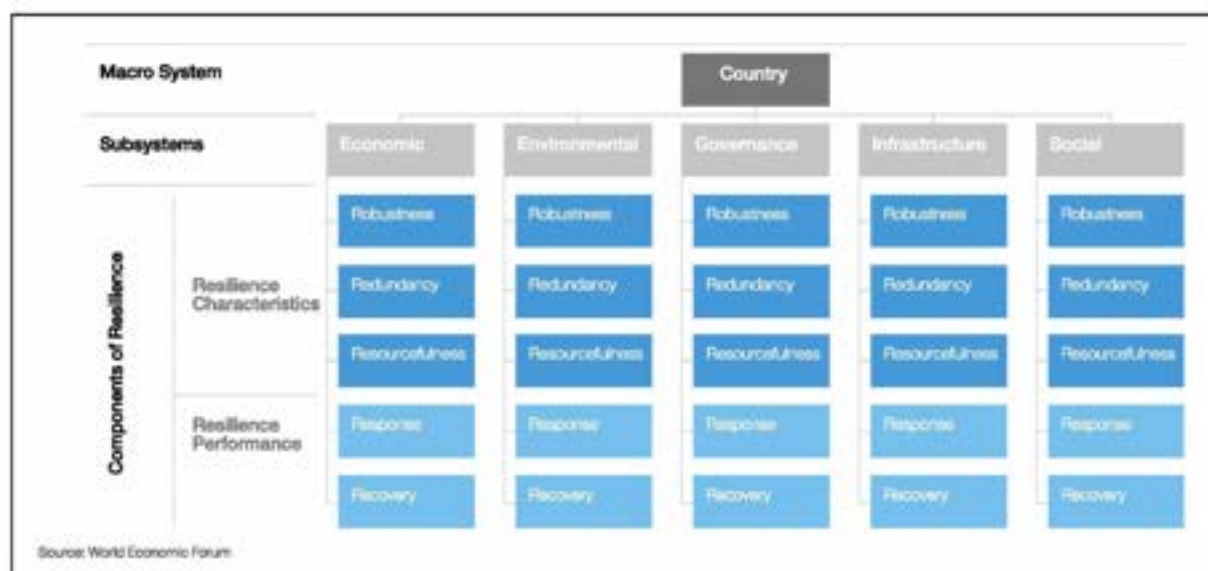 Macro System
Country
Subsystems
Economic
Environmental
Governance
Infrastructure
Social
Components of Resilience
Resilience
Characteristics
Robustness
Robustness
Robustness
Robustness
Robustness
Redundancy
Redundancy
Redundancy
Redundancy
Redundancy
Resourcefulness
Resourcefulness
Resourcefulness
Resourcefulness
Resourcefulness
Resilience
Performance
Response
Response
Response
Response
Response
Recovery
Recovery
Recovery
Recovery
Recovery
Source: World Economic Forum